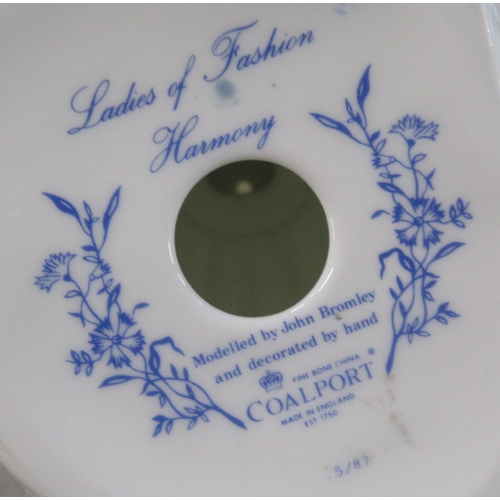 Ladies of Fashion
Harmony
Modelled by John Bromley
and decorated by hand
FINE BONE CHINA
COALPORT ®
MADE IN ENGLAND
EST 1750
5/87